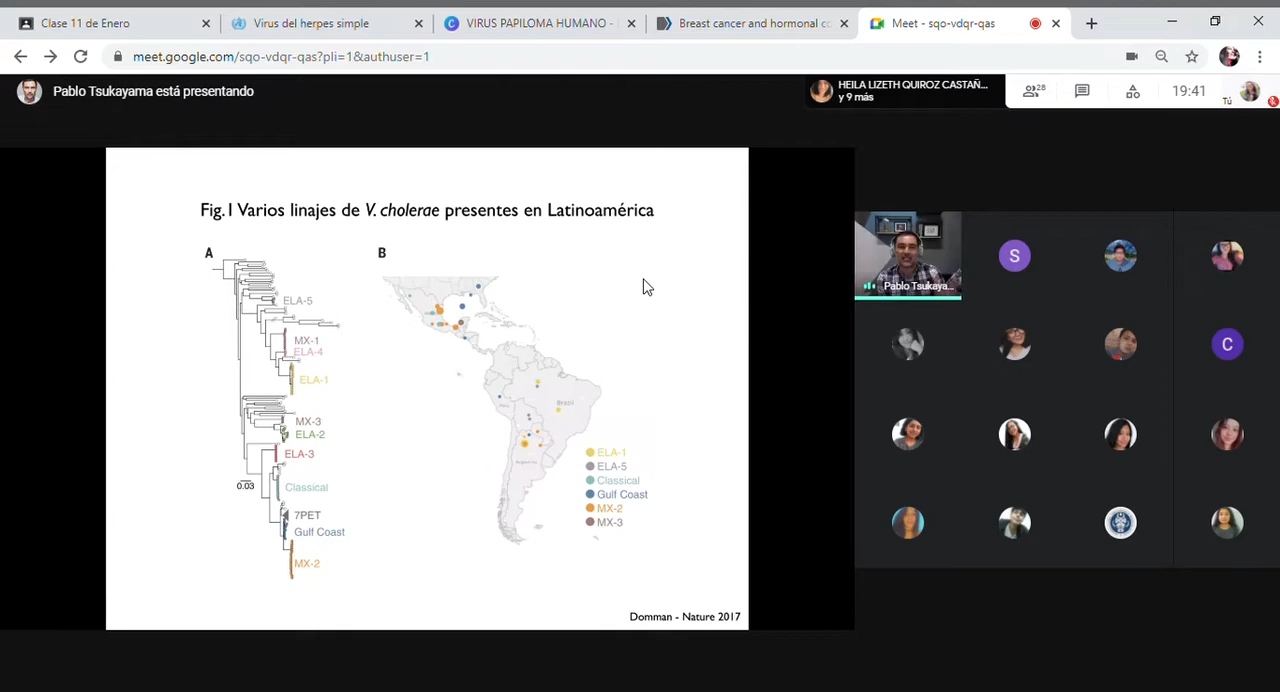 Clase 11 de Enero
Virus del herpes simple
VIRUS PAPILOMA HUMANO -
Breast cancer and hormonal co
Meet - sqo-vdqr-qas
meet.google.com/sqo-vdqr-qas?pli=1&authuser=1
Pablo Tsukayama está presentando
HEILA LIZETH QUIROZ CASTAÑ...
y 9 más
28
19:41
Tú
Fig.1 Varios linajes de V. cholerae presentes en Latinoamérica
A
B
ELA-5
MX-1
ELA-4
ELA-1
MX-3
ELA-2
ELA-3
0.03
Classical
7PET
Gulf Coast
MX-2
Brazil
ELA-1
ELA-5
Classical
Gulf Coast
MX-2
MX-3
Domman - Nature 2017
Pablo Tsukaya...
S
C